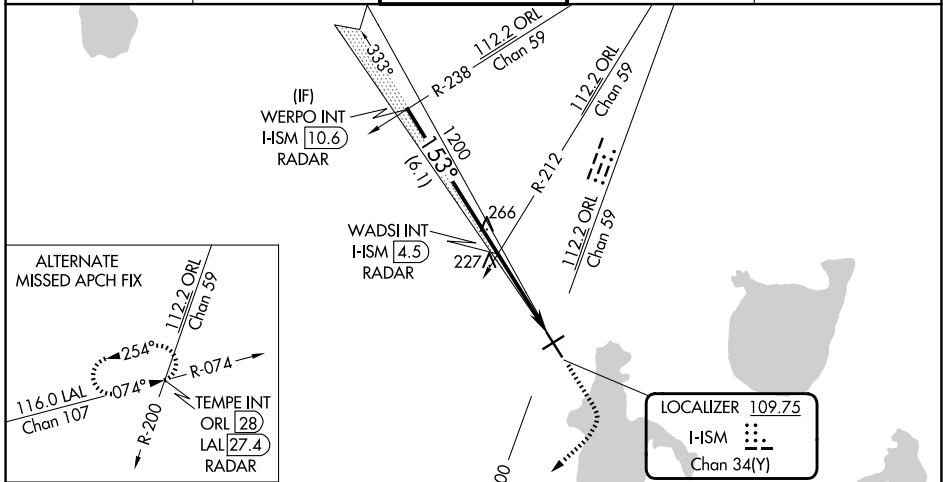 333°
R-238
112.2 ORL
Chan 59
(IF)
WERPO INT
I-ISM 10.6
RADAR
1200
153°
(6.1)
112.2 ORL
Chan 59
R-212
112.2 ORL
Chan 59
266
WADSI INT
I-ISM 4.5
RADAR
227
ALTERNATE
MISSED APCH FIX
112.2 ORL
Chan 59
254°
R-074
074°
116.0 LAL
Chan 107
R-200
TEMPE INT
ORL 28
LAL 27.4
RADAR
LOCALIZER 109.75
I-ISM
Chan 34(Y)